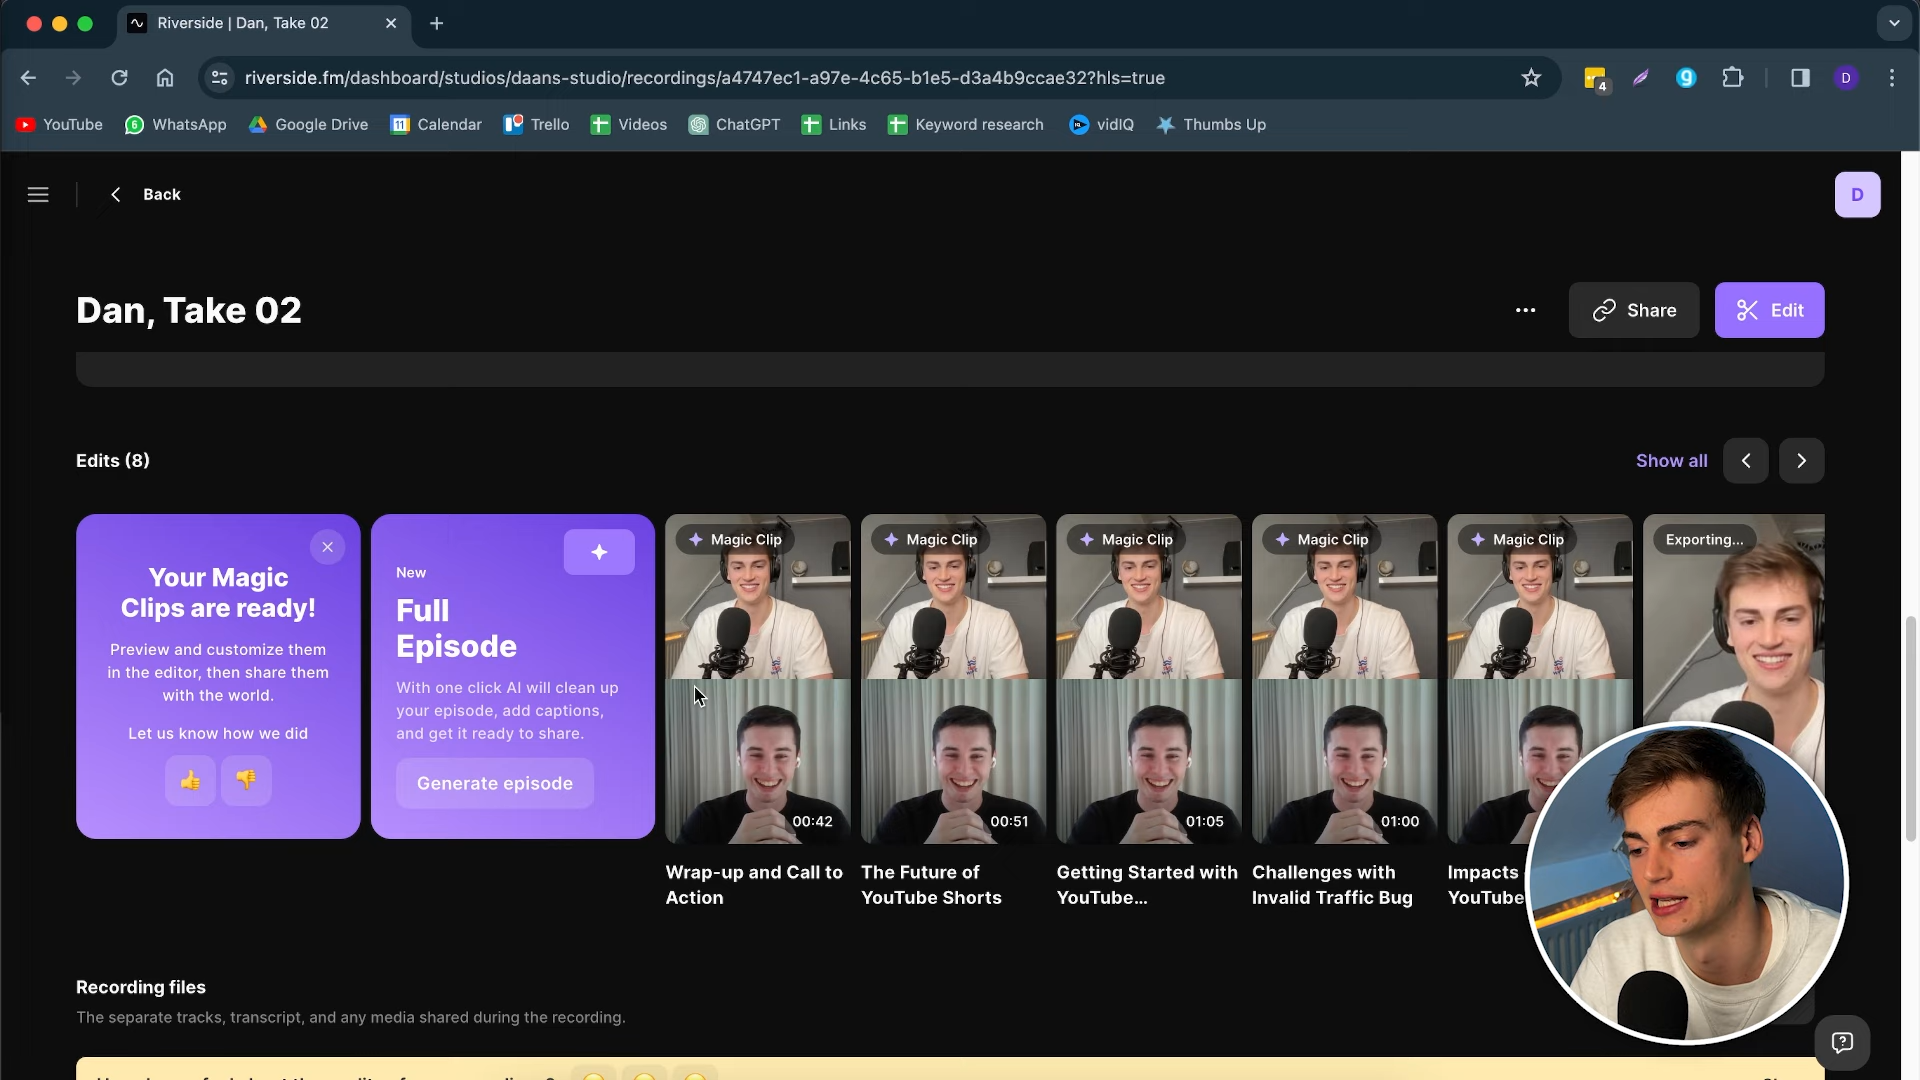 Riverside | Dan, Take 02
riverside.fm/dashboard/studios/daans-studio/recordings/a4747ec1-a97e-4c65-b1e5-d3a4b9ccae32?hls=true
4
D
YouTube
6
WhatsApp
Google Drive
11
Calendar
Trello
Videos
ChatGPT
Links
Keyword research
vidIQ
Thumbs Up
Back
D
Dan, Take 02
Share
Edit
Edits (8)
Show all
Your Magic
Clips are ready!
Preview and customize them
in the editor, then share them
with the world.
Let us know how we did
New
Full
Episode
With one click AI will clean up
your episode, add captions,
and get it ready to share.
Generate episode
Magic Clip
00:42
Wrap-up and Call to
Action
Magic Clip
00:51
The Future of
YouTube Shorts
Magic Clip
01:05
Getting Started with
YouTube...
Magic Clip
01:00
Challenges with
Invalid Traffic Bug
Magic Clip
Impacts
YouTube
Exporting...
Recording files
The separate tracks, transcript, and any media shared during the recording.